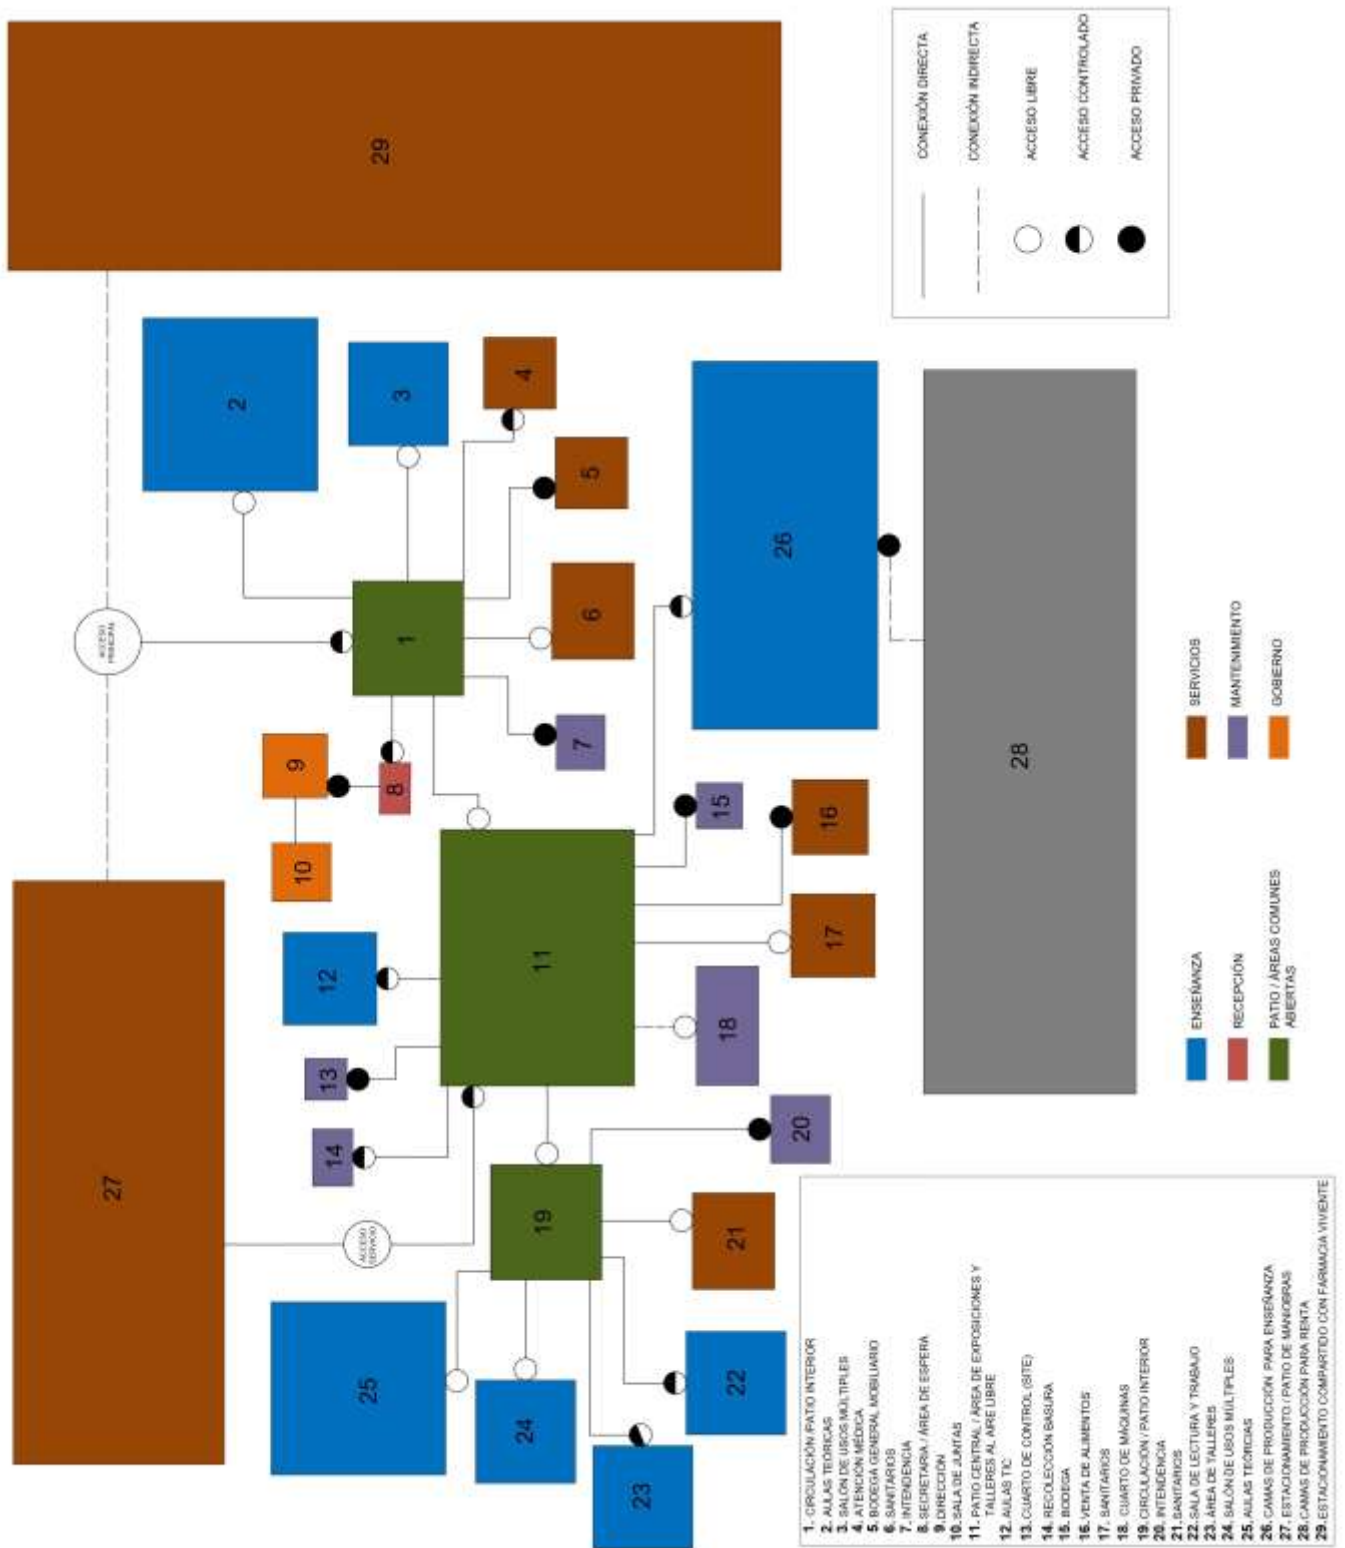 29
CONEXIÓN DIRECTA
CONEXIÓN INDIRECTA
ACCESO LIBRE
ACCESO CONTROLADO
ACCESO PRIVADO
ACCESO
PRINCIPAL
2
3
4
5
6
1
7
8
9
10
26
28
27
11
12
13
14
15
16
17
18
19
20
21
22
23
24
25
ACCESO
SERVICIO
ENSEÑANZA
RECEPCIÓN
PATIO / ÁREAS COMUNES
ABIERTAS
SERVICIOS
MANTENIMIENTO
GOBIERNO
1. CIRCULACIÓN/PATIO INTERIOR
2. AULAS TEÓRICAS
3. SALÓN DE USOS MÚLTIPLES
4. ATENCIÓN MÉDICA
5. BODEGA GENERAL MOBILIARIO
6. SANITARIOS
7. INTENDENCIA
8. SECRETARIA / ÁREA DE ESPERA
9. DIRECCIÓN
10. SALA DE JUNTAS
11. PATIO CENTRAL / ÁREA DE EXPOSICIONES Y
TALLERES AL AIRE LIBRE
12. AULAS TIC
13. CUARTO DE CONTROL (SITE)
14. RECOLECCIÓN BASURA
15. BODEGA
16. VENTA DE ALIMENTOS
17. SANITARIOS
18. CUARTO DE MÁQUINAS
19. CIRCULACIÓN / PATIO INTERIOR
20. INTENDENCIA
21. SANITARIOS
22. SALA DE LECTURA Y TRABAJO
23. ÁREA DE TALLERES
24. SALÓN DE USOS MÚLTIPLES
25. AULAS TEÓRICIAS
26. CAMAS DE PRODUCCIÓN PARA ENSEÑANZA
27. ESTACIONAMIENTO / PATIO DE MANIOBRAS
28. CAMAS DE PRODUCCIÓN PARA RENTA
29. ESTACIONAMIENTO COMPARTIDO CON FARMACIA VIVIENTE